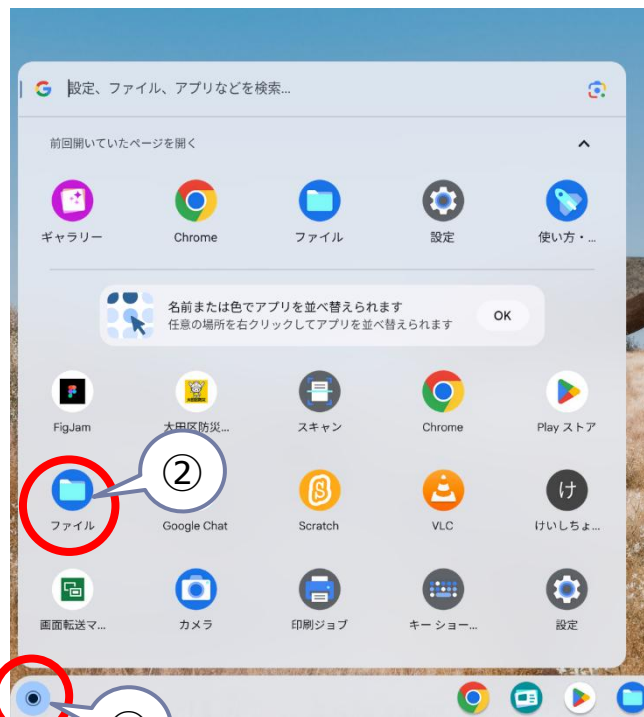 設定、ファイル、アプリなどを検索...
前回開いていたページを開く
ギャラリー
Chrome
ファイル
設定
使い方・...
名前または色でアプリを並べ替えられます
任意の場所を右クリックしてアプリを並べ替えられます
OK
FigJam
大田区防災...
スキャン
Chrome
Play ストア
②
け
ファイル
Google Chat
Scratch
VLC
けいしちょ...
画面転送マ...
カメラ
印刷ジョブ
キー ショー...
設定